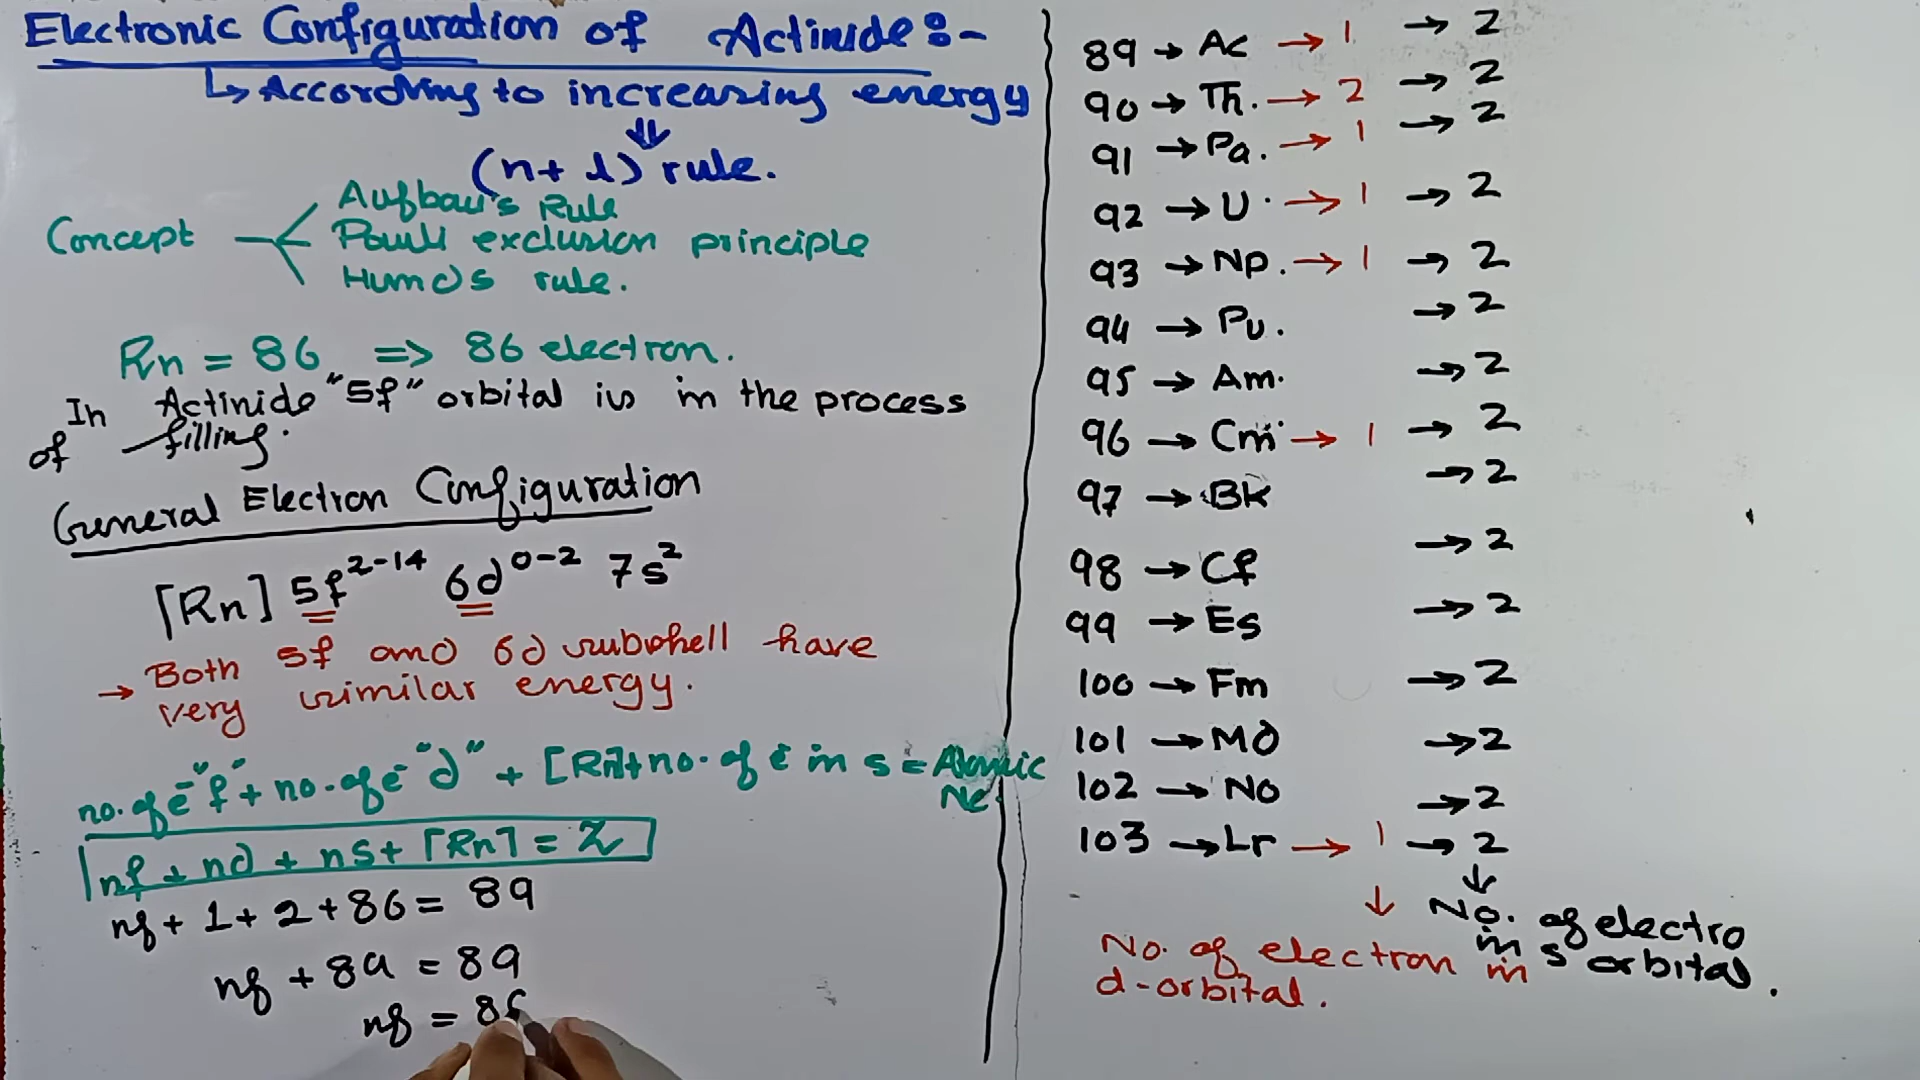 Electronic Configuration of Actinide:-
↳ According to increasing energy
⇓
(n+l) rule.
Concept
Aufbau's Rule
Pauli exclusion principle
Hunds rule.
Rn = 86 => 86 electron.
In Actinide "5f" orbital is in the process
of filling.
General Electron Configuration
[Rn] 5f²⁻¹⁴ 6d⁰⁻² 7s²
→ Both 5f and 6d subshell have
very similar energy.
no. of e⁻ "f" + no. of e⁻ "d" + [Rn] + no. of e in s = Atomic
No.
nf + nd + ns + [Rn] = Z
nf + 1 + 2 + 86 = 89
nf + 89 = 89
nf = 8
89 → Ac → 1 → 2
90 → Th. → 2 → 2
91 → Pa. → 1 → 2
92 → U. → 1 → 2
93 → Np. → 1 → 2
94 → Pu. → 2
95 → Am. → 2
96 → Cm → 1 → 2
97 → Bk → 2
98 → Cf → 2
99 → Es → 2
100 → Fm → 2
101 → Md → 2
102 → No → 2
103 → Lr → 1 → 2
↓ ↓
No. of electro
in s orbital.
No. of electron in
d-orbital.